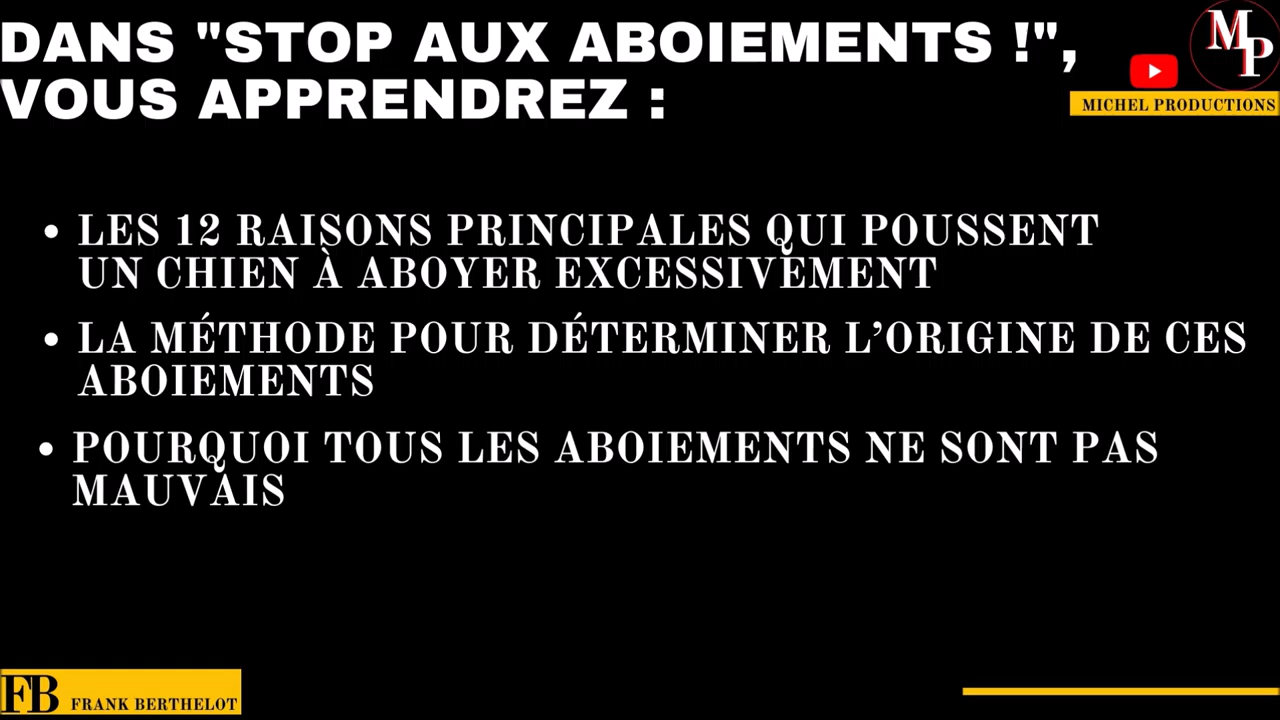 DANS "STOP AUX ABOIEMENTS !",
VOUS APPRENDREZ :
MP
MICHEL PRODUCTIONS
• LES 12 RAISONS PRINCIPALES QUI POUSSENT
UN CHIEN À ABOYER EXCESSIVEMENT
• LA MÉTHODE POUR DÉTERMINER L’ORIGINE DE CES
ABOIEMENTS
• POURQUOI TOUS LES ABOIEMENTS NE SONT PAS
MAUVAIS
FB FRANK BERTHELOT